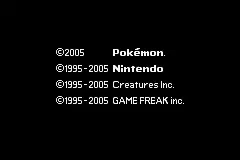 ©2005 Pokémon.
©1995-2005 Nintendo
©1995-2005 Creatures Inc.
©1995-2005 GAME FREAK inc.